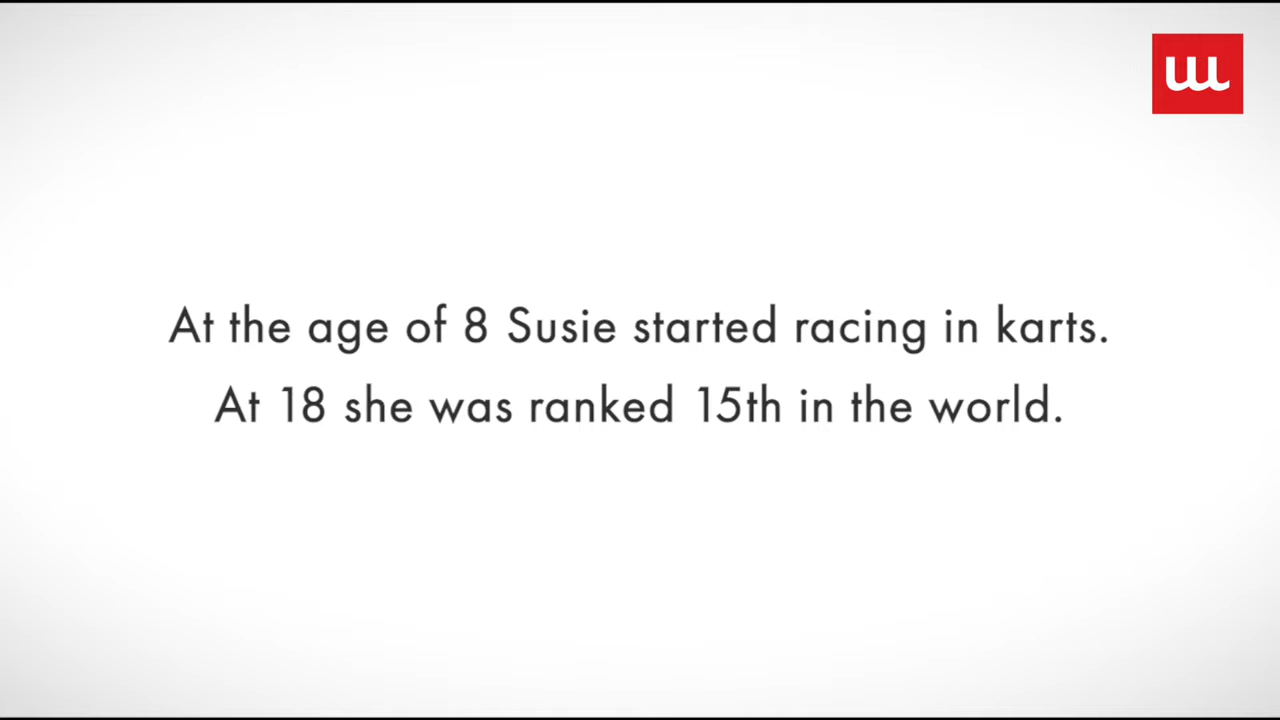 At the age of 8 Susie started racing in karts.
At 18 she was ranked 15th in the world.